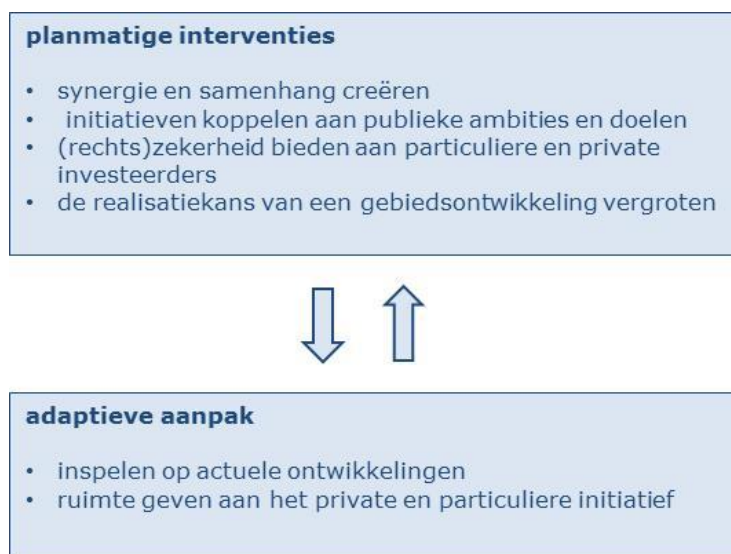 planmatige interventies
• synergie en samenhang creëren
• initiatieven koppelen aan publieke ambities en doelen
• (rechts)zekerheid bieden aan particuliere en private
investeerders
• de realisatiekans van een gebiedsontwikkeling vergroten
adaptieve aanpak
• inspelen op actuele ontwikkelingen
• ruimte geven aan het private en particuliere initiatief